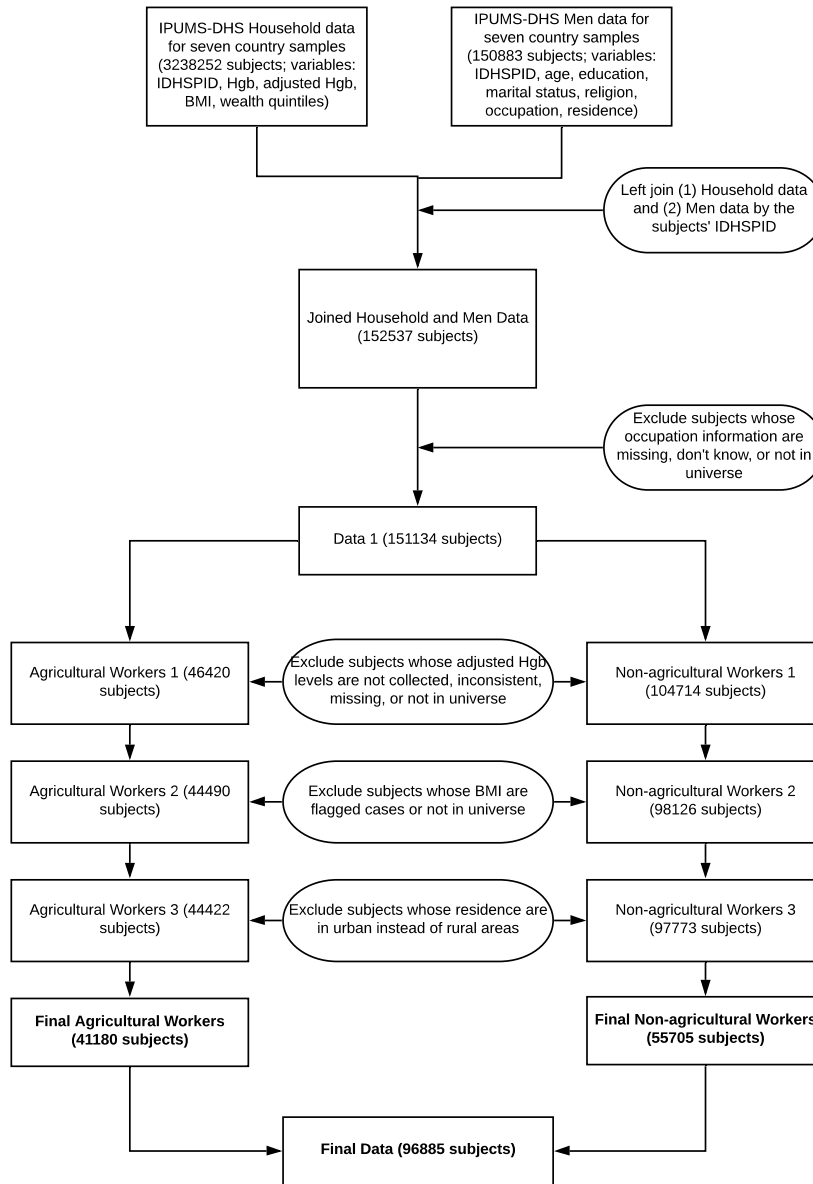 IPUMS-DHS Household data
for seven country samples
(3238252 subjects; variables:
IDHSPID, Hgb, adjusted Hgb,
BMI, wealth quintiles)
IPUMS-DHS Men data for
seven country samples
(150883 subjects; variables:
IDHSPID, age, education,
marital status, religion,
occupation, residence)
Left join (1) Household data
and (2) Men data by the
subjects' IDHSPID
Joined Household and Men Data
(152537 subjects)
Exclude subjects whose
occupation information are
missing, don't know, or not in
universe
Data 1 (151134 subjects)
Agricultural Workers 1 (46420
subjects)
Exclude subjects whose adjusted Hgb
levels are not collected, inconsistent,
missing, or not in universe
Non-agricultural Workers 1
(104714 subjects)
Agricultural Workers 2 (44490
subjects)
Exclude subjects whose BMI are
flagged cases or not in universe
Non-agricultural Workers 2
(98126 subjects)
Agricultural Workers 3 (44422
subjects)
Exclude subjects whose residence are
in urban instead of rural areas
Non-agricultural Workers 3
(97773 subjects)
Final Agricultural Workers
(41180 subjects)
Final Non-agricultural Workers
(55705 subjects)
Final Data (96885 subjects)